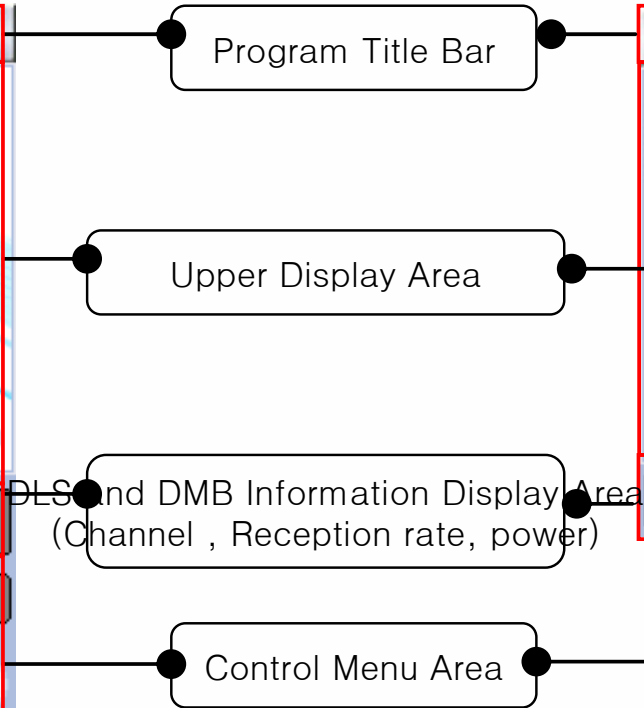 Program Title Bar
Upper Display Area
DLS and DMB Information Display Area
(Channel , Reception rate, power)
Control Menu Area